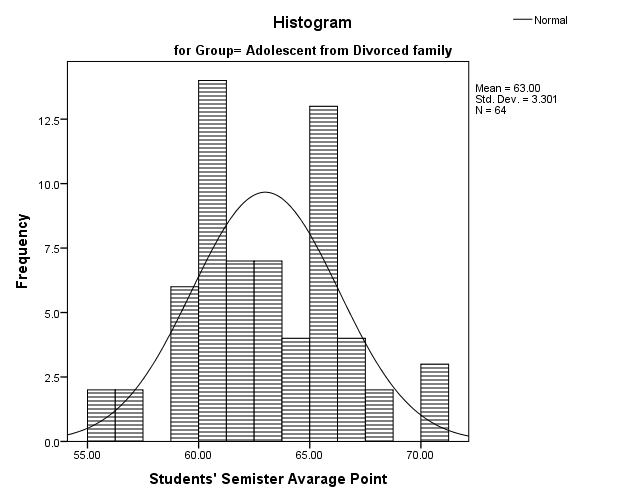 Histogram
Normal
for Group= Adolescent from Divorced family
Mean = 63.00
Std. Dev. = 3.301
N = 64
12.5
10.0
7.5
5.0
2.5
0.0
Frequency
55.00 60.00 65.00 70.00
Students' Semister Avarage Point